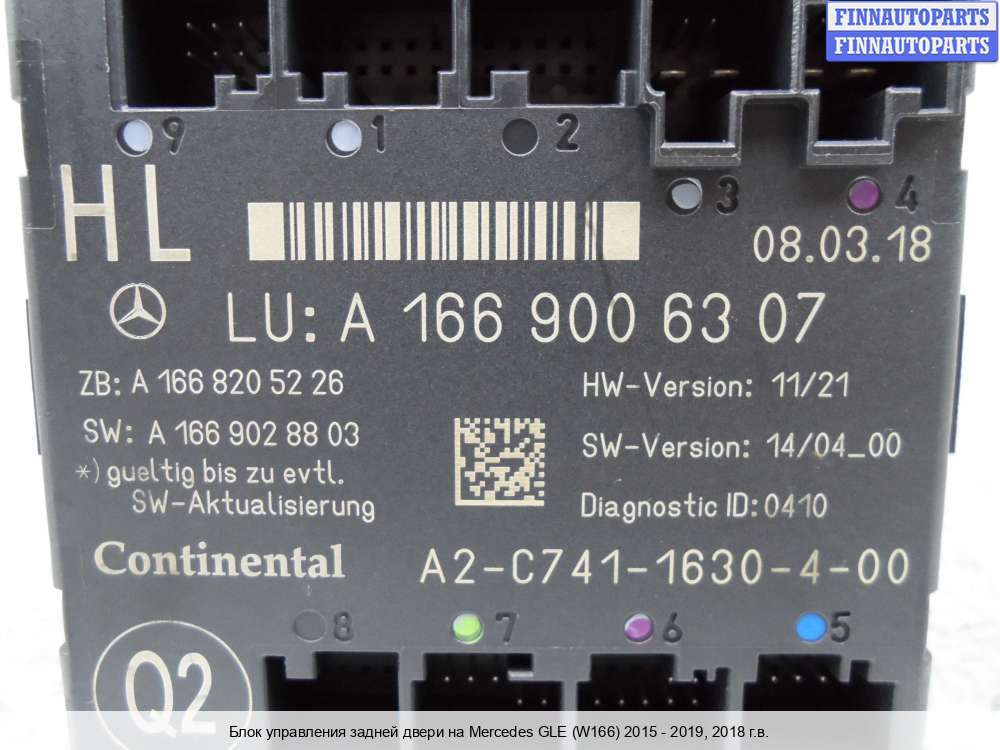 FINNAUTOPARTS
FINNAUTOPARTS
9 1 2
3 4
HL
08.03.18
LU: A 166 900 63 07
ZB: A 166 820 52 26
HW-Version: 11/21
SW: A 166 902 88 03
SW-Version: 14/04_00
*) gueltig bis zu evtl.
SW-Aktualisierung
Diagnostic ID: 0410
Continental
A2-C741-1630-4-00
8 7 6 5
Q2
Блок управления задней двери на Mercedes GLE (W166) 2015 - 2019, 2018 г.в.